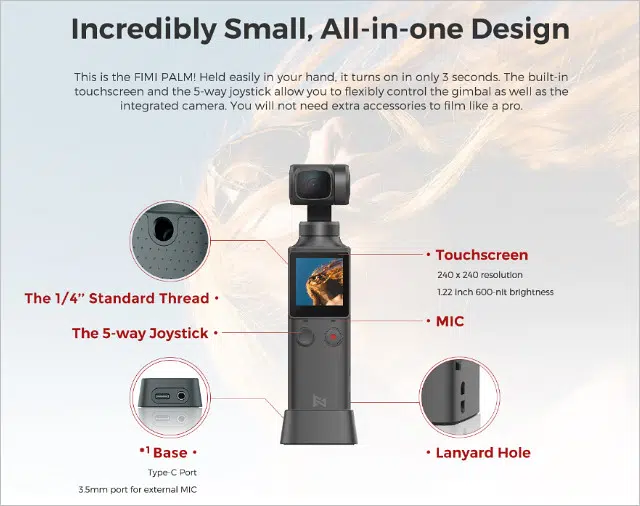 Incredibly Small, All-in-one Design
This is the FIMI PALM! Held easily in your hand, it turns on in only 3 seconds. The built-in
touchscreen and the 5-way joystick allow you to flexibly control the gimbal as well as the
integrated camera. You will not need extra accessories to film like a pro.
Touchscreen
240 x 240 resolution
1.22 inch 600-nit brightness
The 1/4’’ Standard Thread
MIC
The 5-way Joystick
*1 Base
Type-C Port
3.5mm port for external MIC
Lanyard Hole